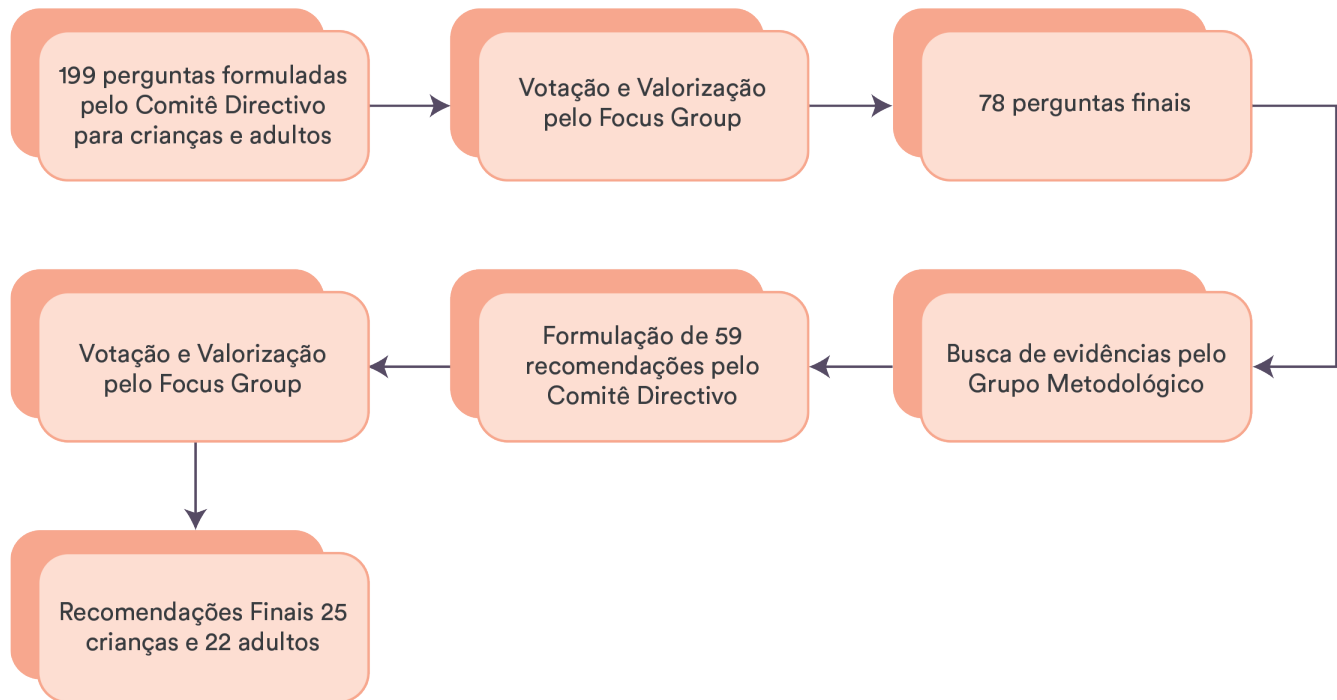 199 perguntas formuladas
pelo Comitê Directivo
para crianças e adultos
Votação e Valorização
pelo Focus Group
78 perguntas finais
Busca de evidências pelo
Grupo Metodológico
Formulação de 59
recomendações pelo
Comitê Directivo
Votação e Valorização
pelo Focus Group
Recomendações Finais 25
crianças e 22 adultos